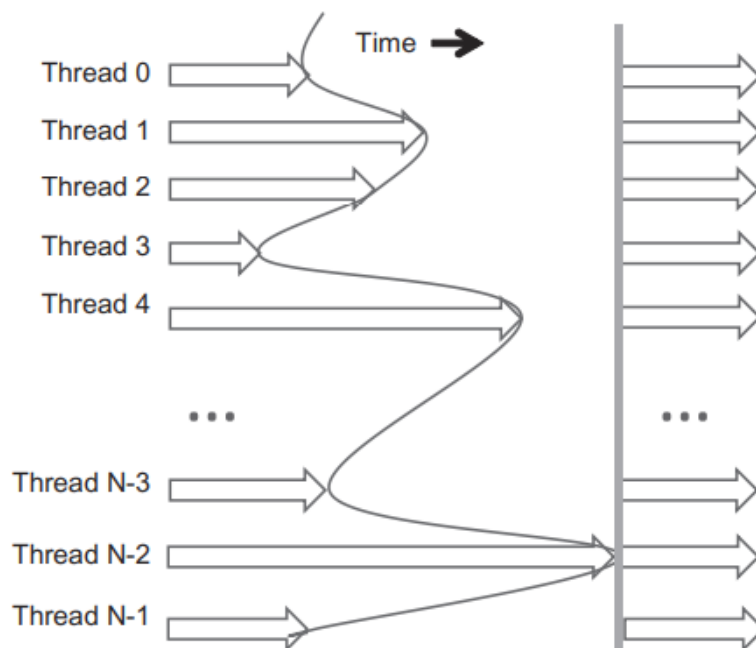 Time
Thread 0
Thread 1
Thread 2
Thread 3
Thread 4
... ...
Thread N-3
Thread N-2
Thread N-1